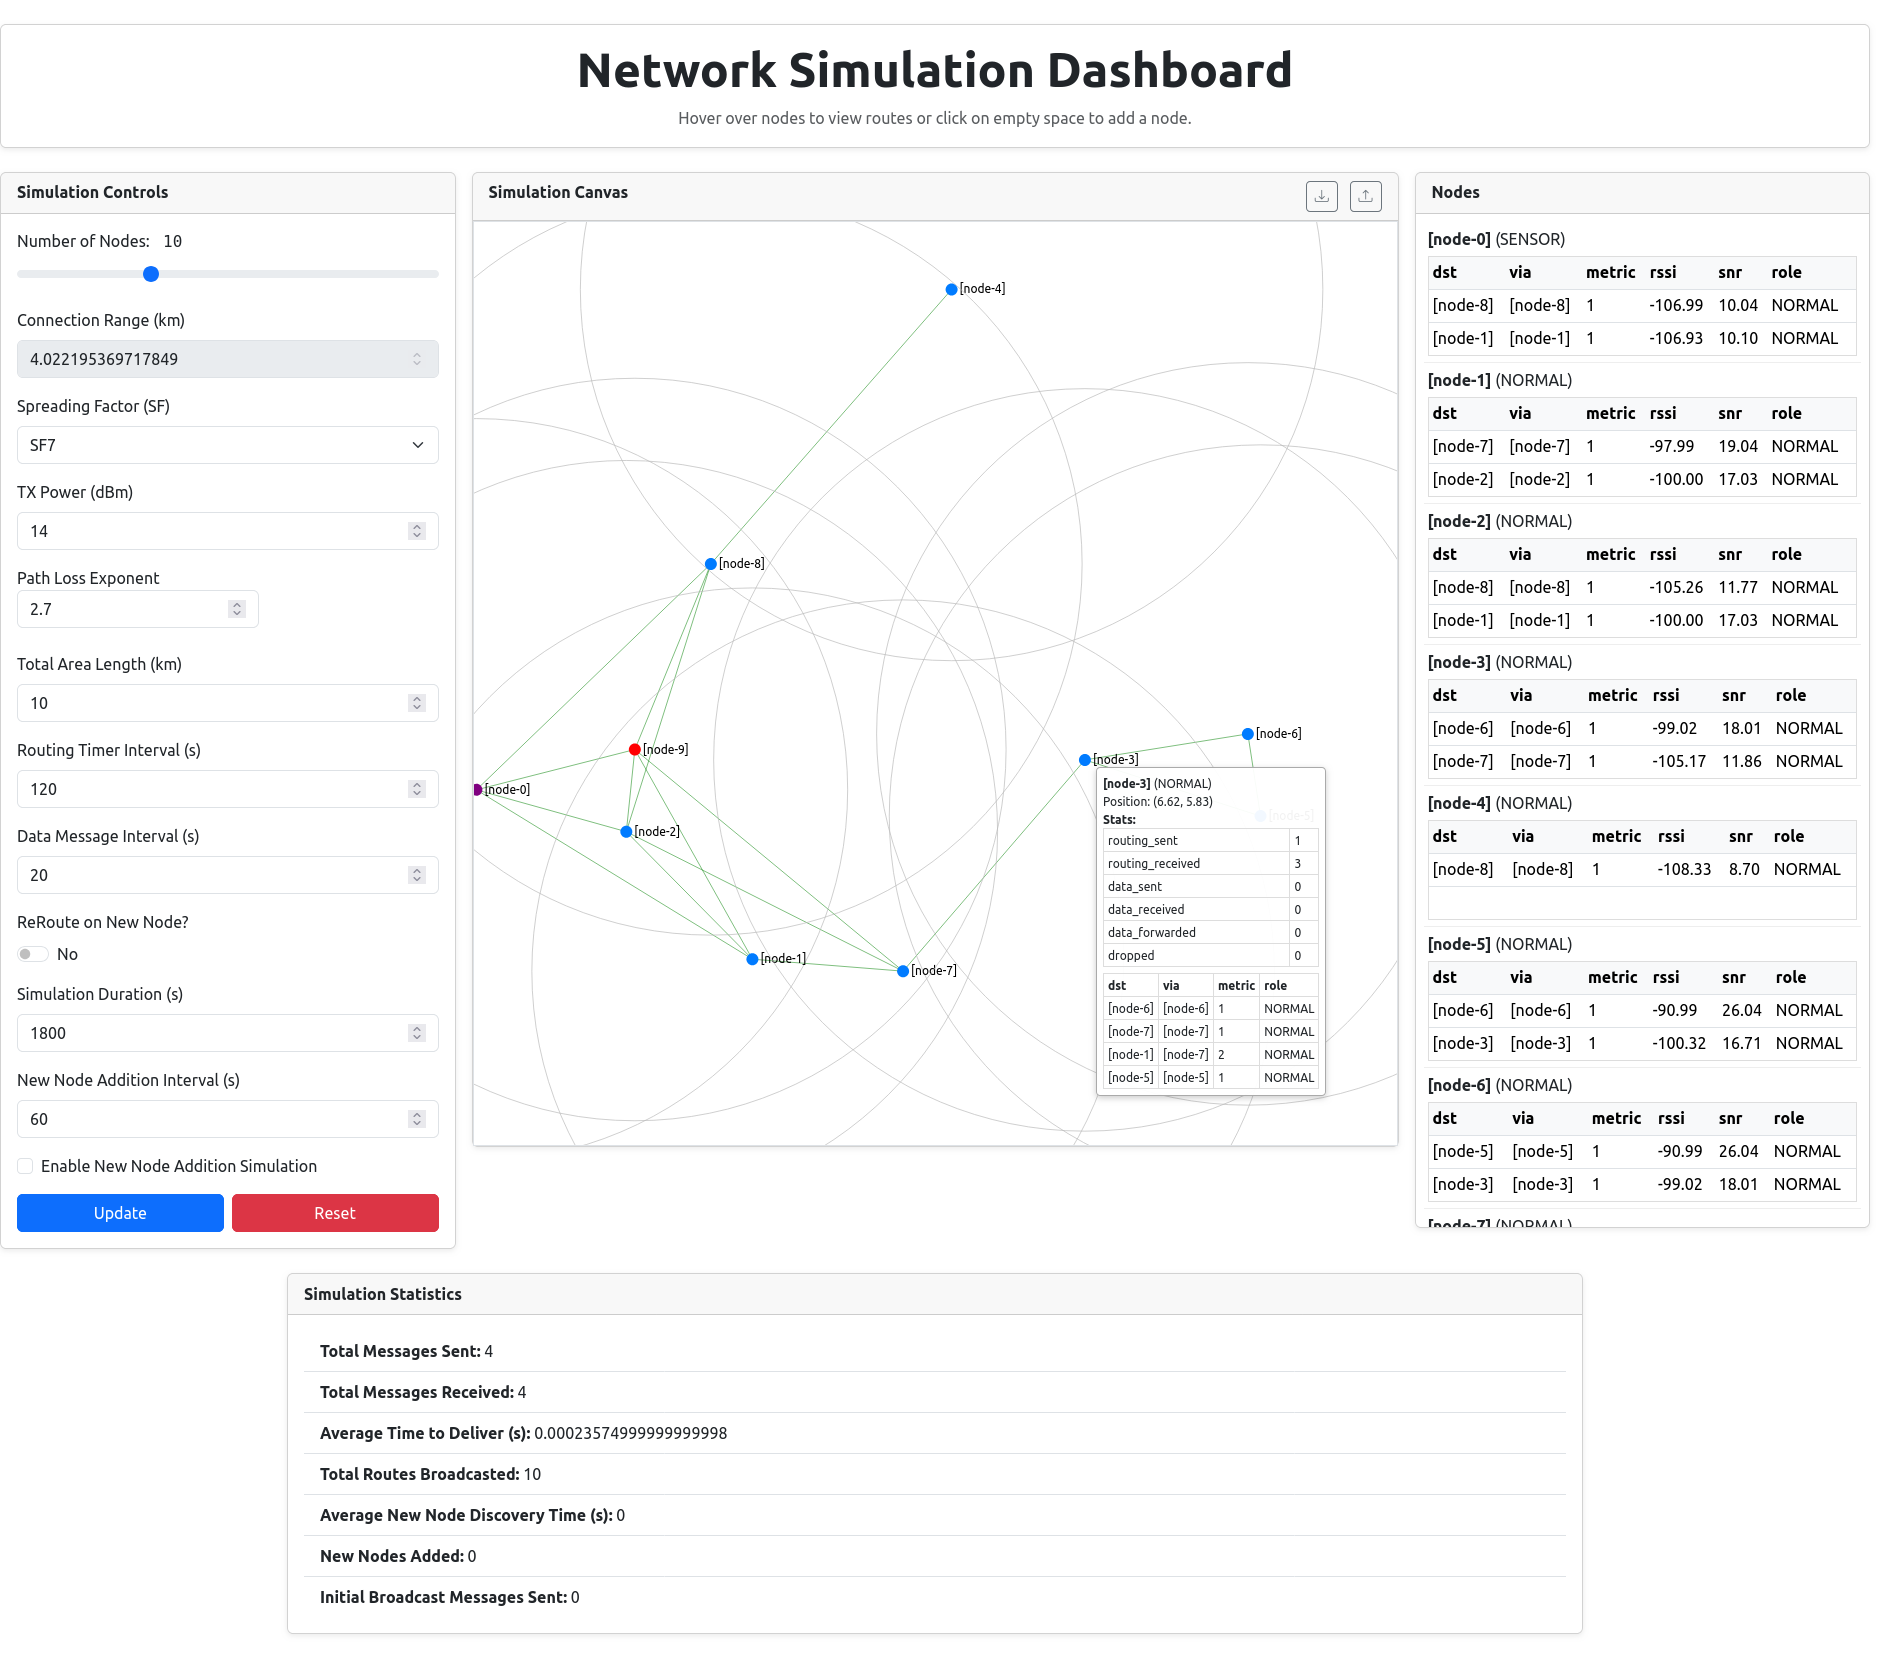 Network Simulation Dashboard
Hover over nodes to view routes or click on empty space to add a node.
Simulation Controls
Number of Nodes: 10
Connection Range (km)
4.022195369717849
Spreading Factor (SF)
SF7
TX Power (dBm)
14
Path Loss Exponent
2.7
Total Area Length (km)
10
Routing Timer Interval (s)
120
Data Message Interval (s)
20
ReRoute on New Node?
No
Simulation Duration (s)
1800
New Node Addition Interval (s)
60
Enable New Node Addition Simulation
Update Reset
Simulation Canvas
[node-4]
[node-8]
[node-6]
[node-9]
[node-3]
[node-0]
[node-5]
[node-2]
[node-1]
[node-7]
[node-3] (NORMAL)
Position: (6.62, 5.83)
Stats:
routing_sent 1
routing_received 3
data_sent 0
data_received 0
data_forwarded 0
dropped 0
dst via metric role
[node-6] [node-6] 1 NORMAL
[node-7] [node-7] 1 NORMAL
[node-1] [node-7] 2 NORMAL
[node-5] [node-5] 1 NORMAL
Nodes
[node-0] (SENSOR)
dst via metric rssi snr role
[node-8] [node-8] 1 -106.99 10.04 NORMAL
[node-1] [node-1] 1 -106.93 10.10 NORMAL
[node-1] (NORMAL)
dst via metric rssi snr role
[node-7] [node-7] 1 -97.99 19.04 NORMAL
[node-2] [node-2] 1 -100.00 17.03 NORMAL
[node-2] (NORMAL)
dst via metric rssi snr role
[node-8] [node-8] 1 -105.26 11.77 NORMAL
[node-1] [node-1] 1 -100.00 17.03 NORMAL
[node-3] (NORMAL)
dst via metric rssi snr role
[node-6] [node-6] 1 -99.02 18.01 NORMAL
[node-7] [node-7] 1 -105.17 11.86 NORMAL
[node-4] (NORMAL)
dst via metric rssi snr role
[node-8] [node-8] 1 -108.33 8.70 NORMAL
[node-5] (NORMAL)
dst via metric rssi snr role
[node-6] [node-6] 1 -90.99 26.04 NORMAL
[node-3] [node-3] 1 -100.32 16.71 NORMAL
[node-6] (NORMAL)
dst via metric rssi snr role
[node-5] [node-5] 1 -90.99 26.04 NORMAL
[node-3] [node-3] 1 -99.02 18.01 NORMAL
[node-7] (NORMAL)
Simulation Statistics
Total Messages Sent: 4
Total Messages Received: 4
Average Time to Deliver (s): 0.00023574999999999998
Total Routes Broadcasted: 10
Average New Node Discovery Time (s): 0
New Nodes Added: 0
Initial Broadcast Messages Sent: 0